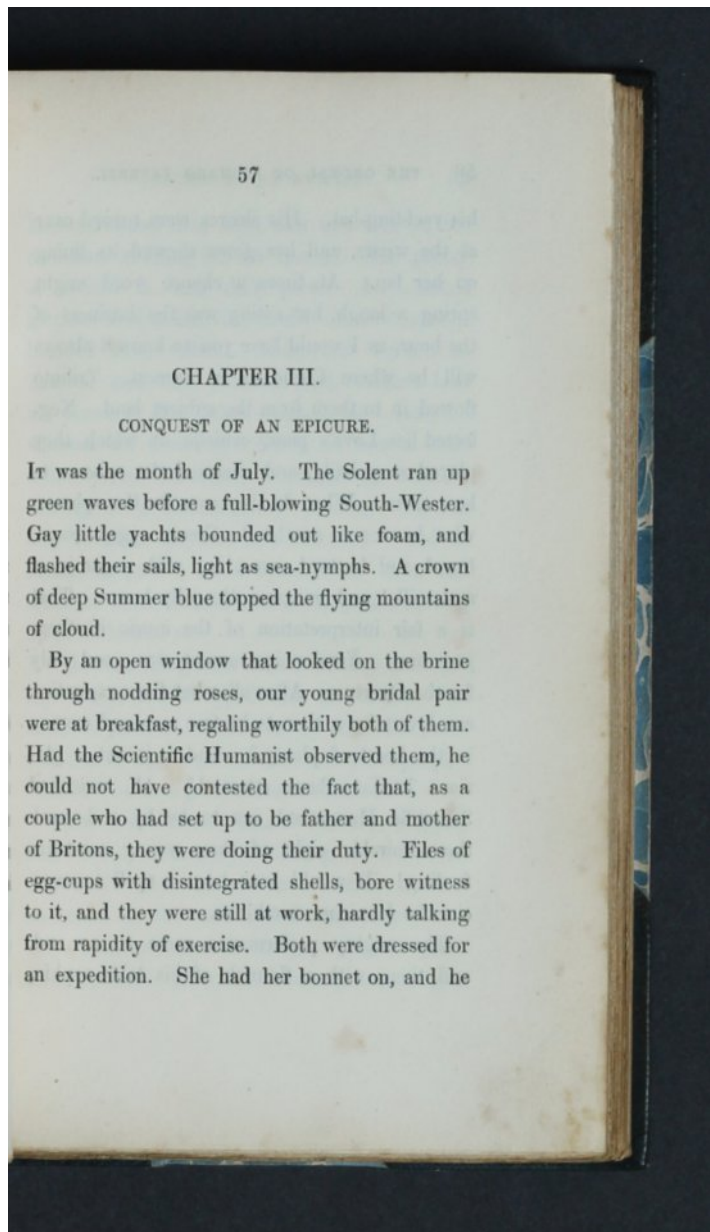 57
CHAPTER III.
CONQUEST OF AN EPICURE.
IT was the month of July. The Solent ran up
green waves before a full-blowing South-Wester.
Gay little yachts bounded out like foam, and
flashed their sails, light as sea-nymphs. A crown
of deep Summer blue topped the flying mountains
of cloud.
By an open window that looked on the brine
through nodding roses, our young bridal pair
were at breakfast, regaling worthily both of them.
Had the Scientific Humanist observed them, he
could not have contested the fact that, as a
couple who had set up to be father and mother
of Britons, they were doing their duty. Files of
egg-cups with disintegrated shells, bore witness
to it, and they were still at work, hardly talking
from rapidity of exercise. Both were dressed for
an expedition. She had her bonnet on, and he